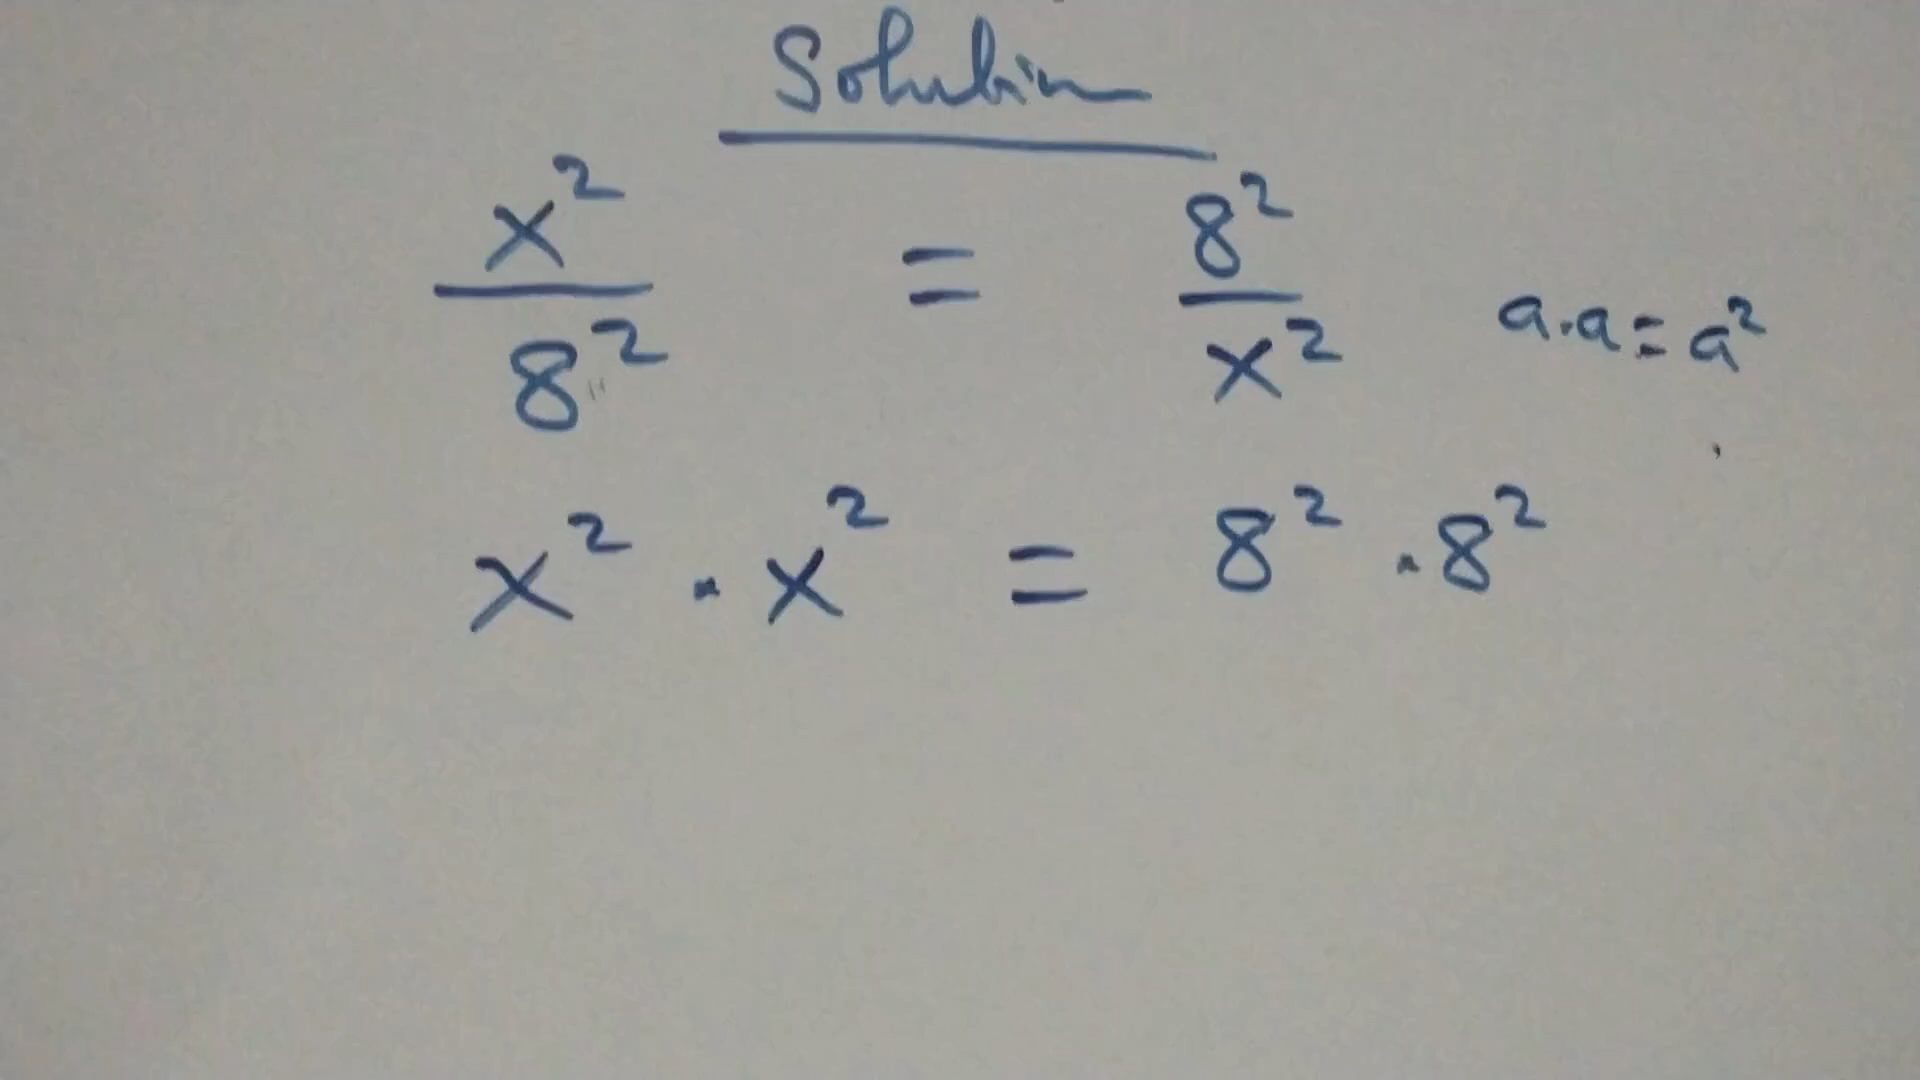 Solution
x²/8² = 8²/x²
a.a = a²
x² . x² = 8² . 8²